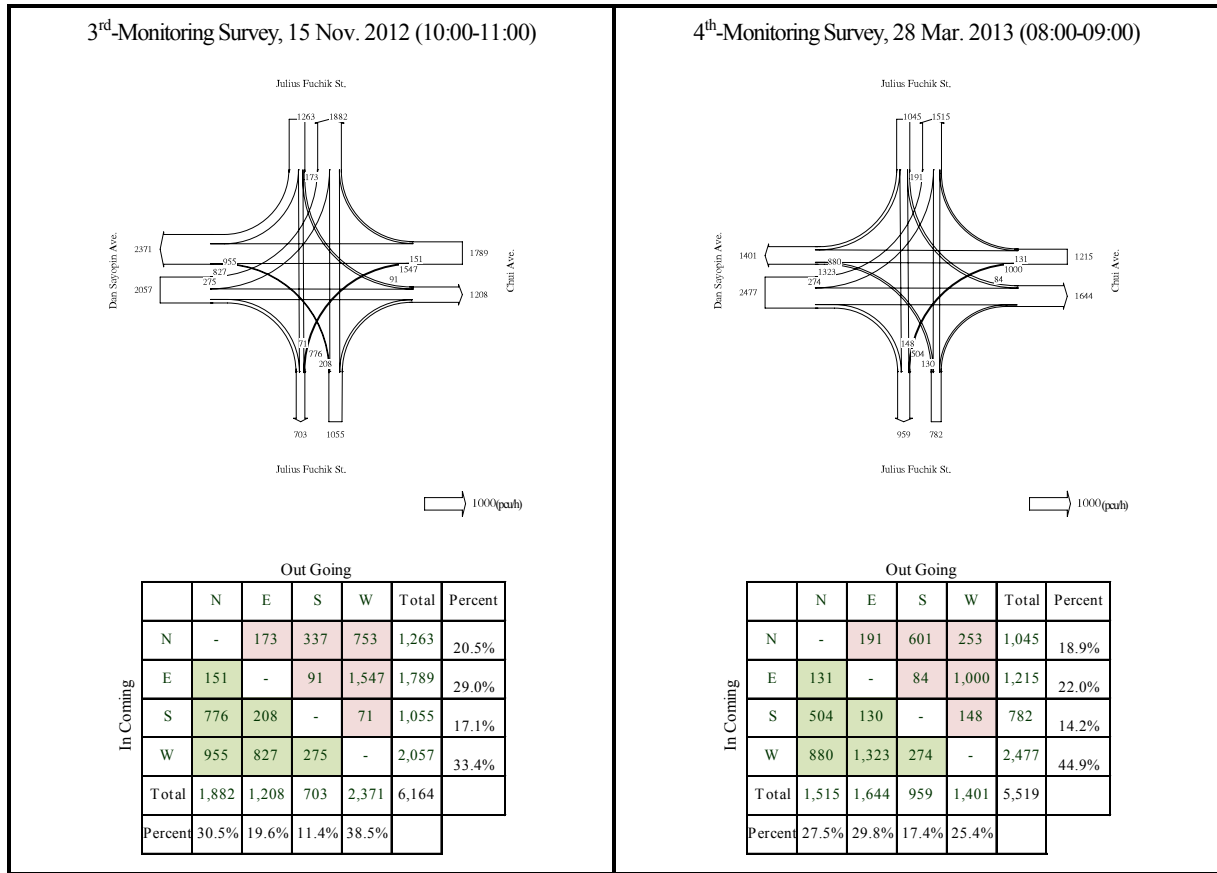 3rd-Monitoring Survey, 15 Nov. 2012 (10:00-11:00)
Julius Fuchik St.
1263 1882
173
Dan Sayopin Ave.
2371
2057
955
827
275
151
1547
91
1789
1208
Chui Ave.
71
776
208
703 1055
Julius Fuchik St.
1000(pcu/h)
Out Going
In Coming
N E S W Total Percent
N - 173 337 753 1,263 20.5%
E 151 - 91 1,547 1,789 29.0%
S 776 208 - 71 1,055 17.1%
W 955 827 275 - 2,057 33.4%
Total 1,882 1,208 703 2,371 6,164
Percent 30.5% 19.6% 11.4% 38.5%
4th-Monitoring Survey, 28 Mar. 2013 (08:00-09:00)
Julius Fuchik St.
1045 1515
191
Dan Sayopin Ave.
1401
2477
880
1323
274
131
1000
84
1215
1644
Chui Ave.
148
504
130
959 782
Julius Fuchik St.
1000(pcu/h)
Out Going
In Coming
N E S W Total Percent
N - 191 601 253 1,045 18.9%
E 131 - 84 1,000 1,215 22.0%
S 504 130 - 148 782 14.2%
W 880 1,323 274 - 2,477 44.9%
Total 1,515 1,644 959 1,401 5,519
Percent 27.5% 29.8% 17.4% 25.4%